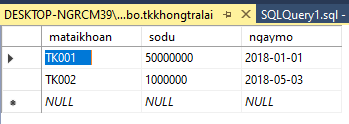 DESKTOP-NGRCM39\...bo.tkkhongtralai SQLQuery1.sql -
mataikhoan sodu ngaymo
TK001 50000000 2018-01-01
TK002 1000000 2018-05-03
NULL NULL NULL